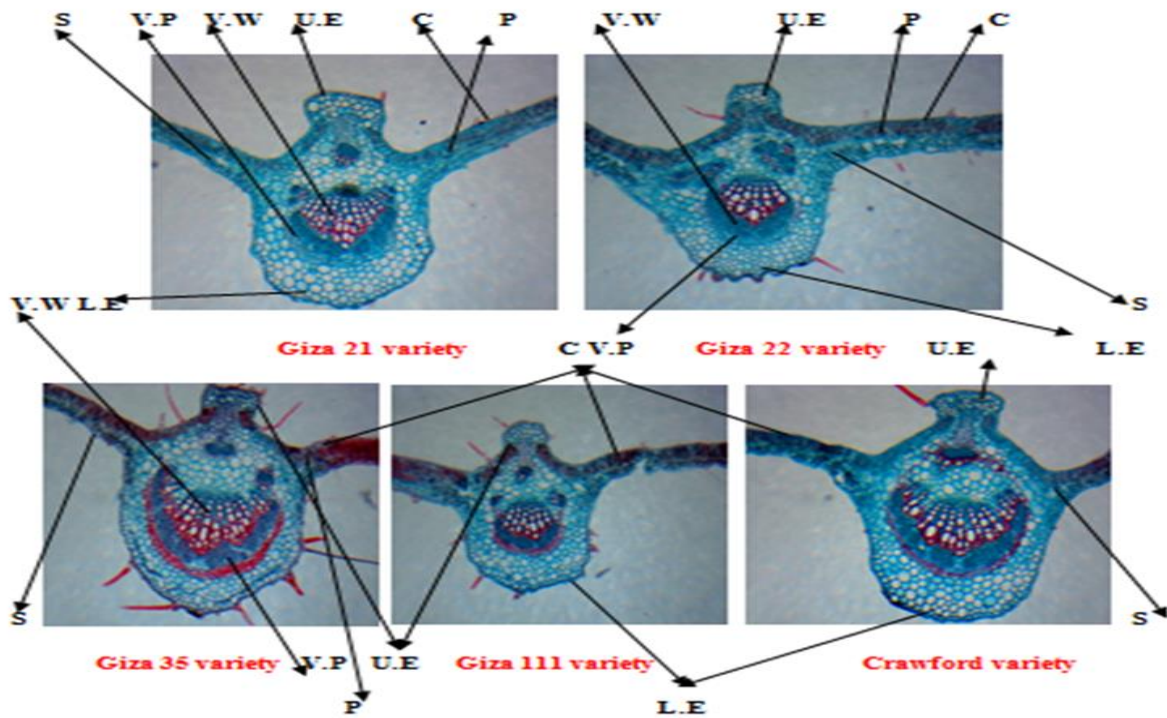 S V.P V.W U.E C P V.W U.E P C
V.W L.E S
Giza 21 variety C V.P Giza 22 variety U.E L.E
S S
Giza 35 variety V.P U.E Giza 111 variety Crawford variety
P L.E